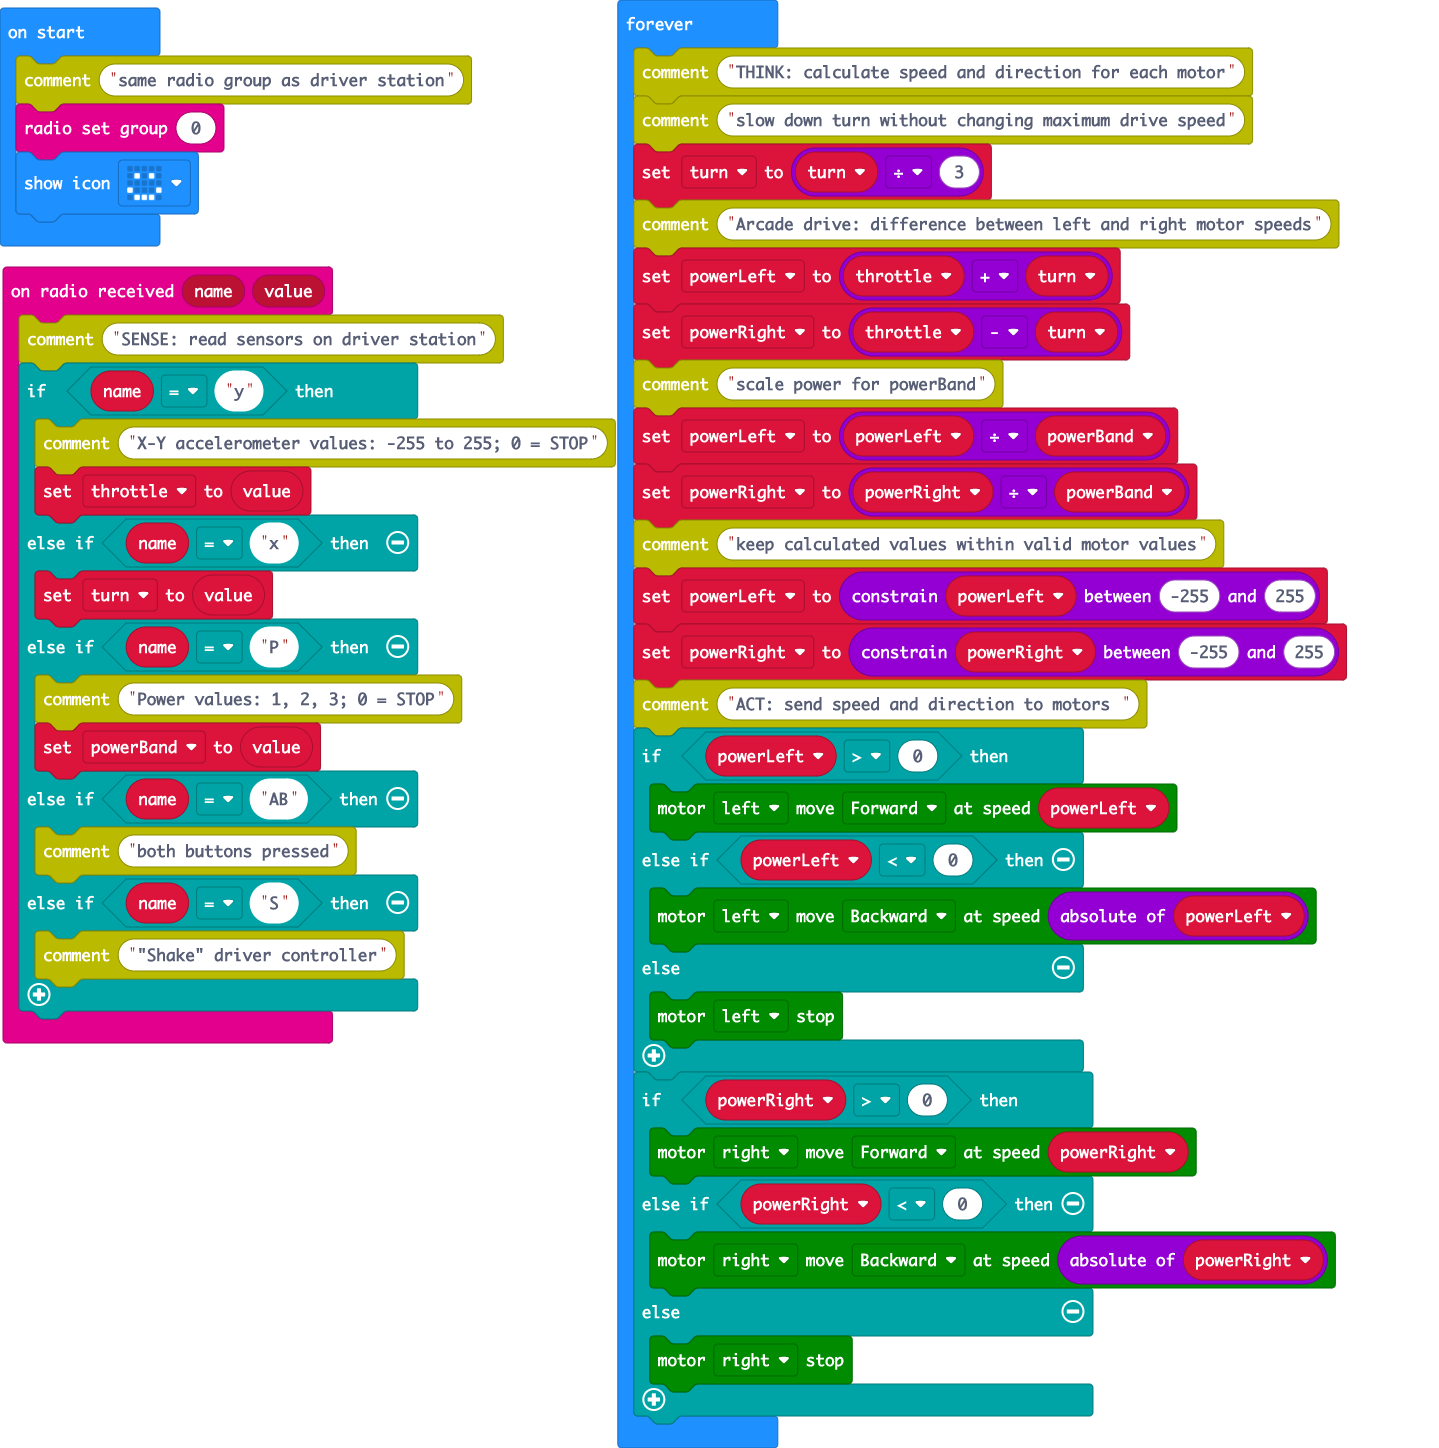 on start
comment "same radio group as driver station"
radio set group 0
show icon
on radio received name value
comment "SENSE: read sensors on driver station"
if name = "y" then
comment "X-Y accelerometer values: -255 to 255; 0 = STOP"
set throttle to value
else if name = "x" then
set turn to value
else if name = "P" then
comment "Power values: 1, 2, 3; 0 = STOP"
set powerBand to value
else if name = "AB" then
comment "both buttons pressed"
else if name = "S" then
comment ""Shake" driver controller"
forever
comment "THINK: calculate speed and direction for each motor"
comment "slow down turn without changing maximum drive speed"
set turn to turn ÷ 3
comment "Arcade drive: difference between left and right motor speeds"
set powerLeft to throttle + turn
set powerRight to throttle - turn
comment "scale power for powerBand"
set powerLeft to powerLeft ÷ powerBand
set powerRight to powerRight ÷ powerBand
comment "keep calculated values within valid motor values"
set powerLeft to constrain powerLeft between -255 and 255
set powerRight to constrain powerRight between -255 and 255
comment "ACT: send speed and direction to motors "
if powerLeft > 0 then
motor left move Forward at speed powerLeft
else if powerLeft < 0 then
motor left move Backward at speed absolute of powerLeft
else
motor left stop
if powerRight > 0 then
motor right move Forward at speed powerRight
else if powerRight < 0 then
motor right move Backward at speed absolute of powerRight
else
motor right stop